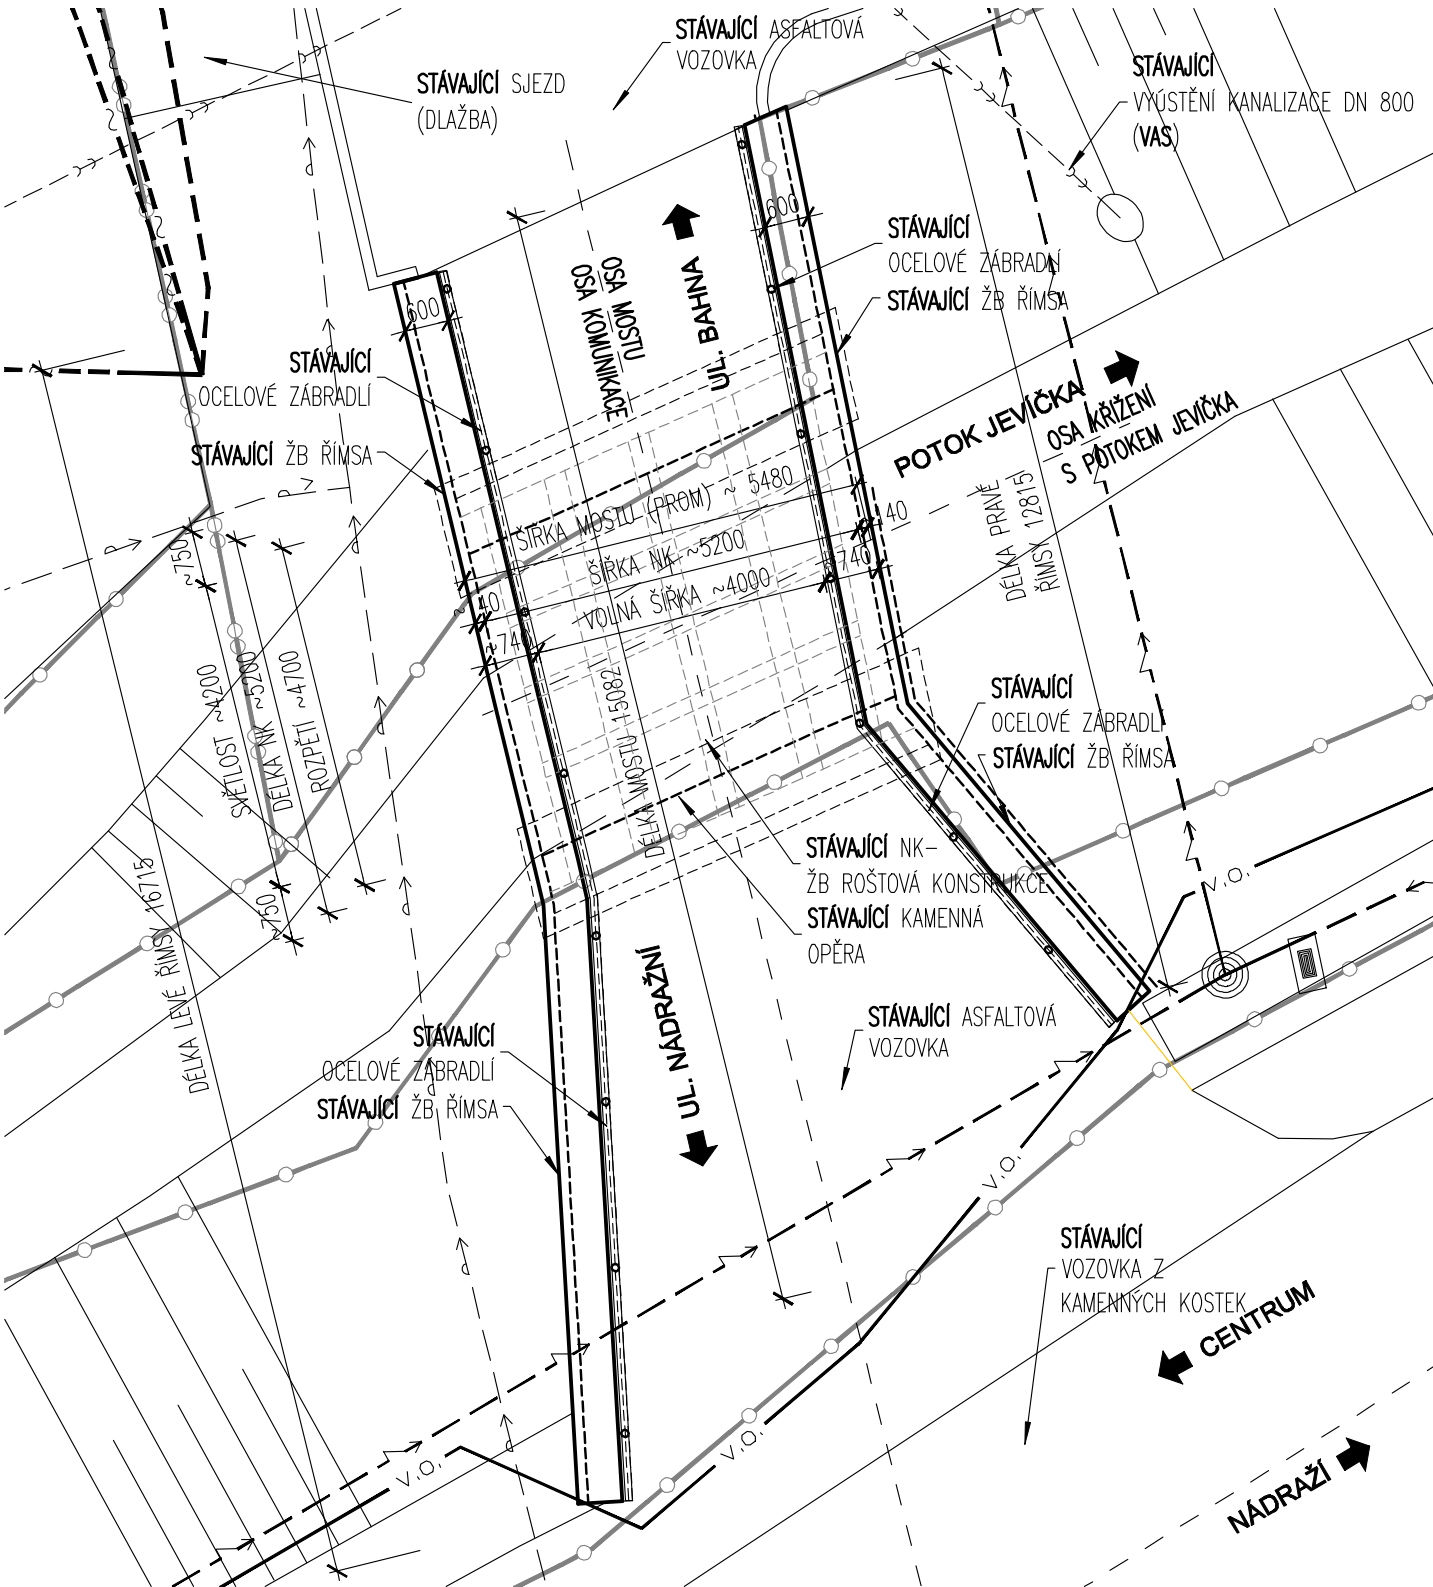 STÁVAJÍCÍ ASFALTOVÁ
VOZOVKA
STÁVAJÍCÍ SJEZD
(DLAŽBA)
STÁVAJÍCÍ
VYÚSTĚNÍ KANALIZACE DN 800
(VAS)
600
STÁVAJÍCÍ
OCELOVÉ ZÁBRADLÍ
STÁVAJÍCÍ ŽB ŘÍMSA
OSA MOSTU
OSA KOMUNIKACE
UL. BAHNA
600
STÁVAJÍCÍ
OCELOVÉ ZÁBRADLÍ
STÁVAJÍCÍ ŽB ŘÍMSA
POTOK JEVÍČKA
OSA KŘÍŽENÍ
S POTOKEM JEVÍČKA
ŠÍŘKA MOSTU (PROM) ~ 5480
ŠÍŘKA NK ~5200
VOLNÁ ŠÍŘKA ~4000
140
~740
~ 40
~740
DÉLKA PRAVÉ
ŘÍMSY 12815
~750
SVĚTLOST ~4200
DÉLKA NK ~5200
ROZPĚTÍ ~4700
~750
DÉLKA MOSTU 15082
DÉLKA LEVÉ ŘÍMSY 16715
STÁVAJÍCÍ
OCELOVÉ ZÁBRADLÍ
STÁVAJÍCÍ ŽB ŘÍMSA
STÁVAJÍCÍ NK-
ŽB ROŠTOVÁ KONSTRUKCE
STÁVAJÍCÍ KAMENNÁ
OPĚRA
V.O.
UL. NÁDRAŽNÍ
STÁVAJÍCÍ ASFALTOVÁ
VOZOVKA
STÁVAJÍCÍ
OCELOVÉ ZÁBRADLÍ
STÁVAJÍCÍ ŽB ŘÍMSA
V.O.
STÁVAJÍCÍ
VOZOVKA Z
KAMENNÝCH KOSTEK
CENTRUM
V.O.
V.O.
NÁDRAŽÍ